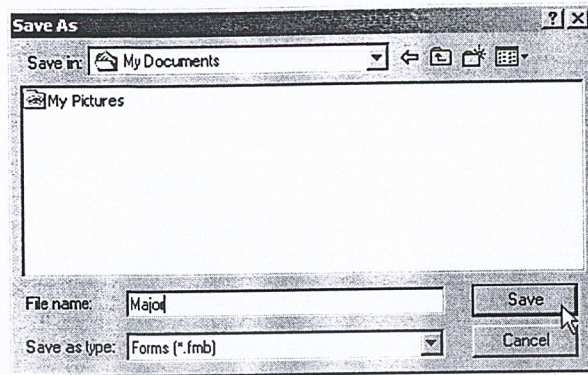 Save As
Save in: My Documents
My Pictures
File name: Major Save
Save as type: Forms (*.fmb) Cancel